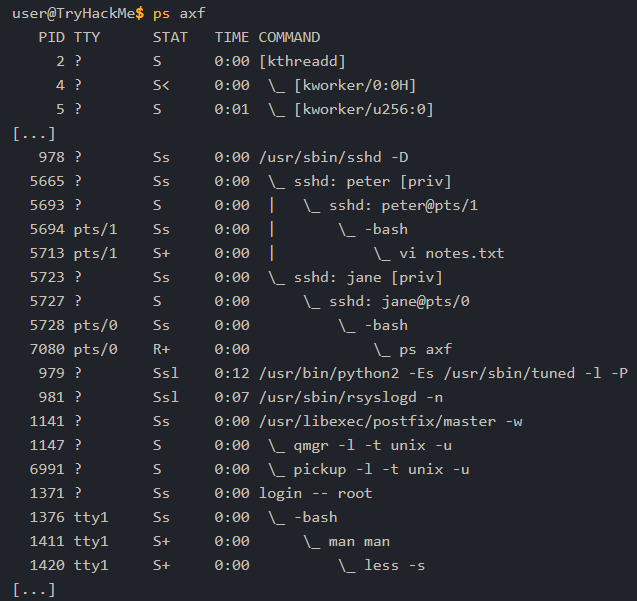 user@TryHackMe$ ps axf
   PID TTY      STAT   TIME COMMAND
     2 ?        S      0:00 [kthreadd]
     4 ?        S<     0:00  \_ [kworker/0:0H]
     5 ?        S      0:01  \_ [kworker/u256:0]
[...]
   978 ?        Ss     0:00 /usr/sbin/sshd -D
  5665 ?        Ss     0:00  \_ sshd: peter [priv]
  5693 ?        S      0:00  |   \_ sshd: peter@pts/1
  5694 pts/1    Ss     0:00  |       \_ -bash
  5713 pts/1    S+     0:00  |           \_ vi notes.txt
  5723 ?        Ss     0:00  \_ sshd: jane [priv]
  5727 ?        S      0:00      \_ sshd: jane@pts/0
  5728 pts/0    Ss     0:00          \_ -bash
  7080 pts/0    R+     0:00              \_ ps axf
   979 ?        Ssl    0:12 /usr/bin/python2 -Es /usr/sbin/tuned -l -P
   981 ?        Ssl    0:07 /usr/sbin/rsyslogd -n
  1141 ?        Ss     0:00 /usr/libexec/postfix/master -w
  1147 ?        S      0:00  \_ qmgr -l -t unix -u
  6991 ?        S      0:00  \_ pickup -l -t unix -u
  1371 ?        Ss     0:00 login -- root
  1376 tty1     Ss     0:00  \_ -bash
  1411 tty1     S+     0:00      \_ man man
  1420 tty1     S+     0:00          \_ less -s
[...]